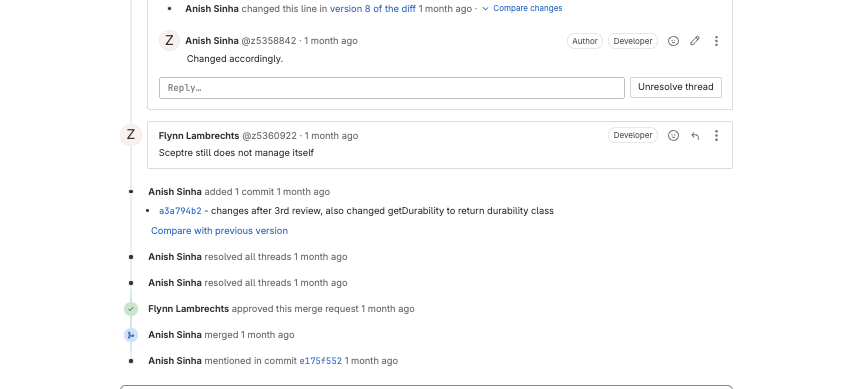 Anish Sinha changed this line in version 8 of the diff 1 month ago · Compare changes
Z Anish Sinha @z5358842 · 1 month ago Author Developer
Changed accordingly.
Reply… Unresolve thread
Z Flynn Lambrechts @z5360922 · 1 month ago Developer
Sceptre still does not manage itself
Anish Sinha added 1 commit 1 month ago
a3a794b2 - changes after 3rd review, also changed getDurability to return durability class
Compare with previous version
Anish Sinha resolved all threads 1 month ago
Anish Sinha resolved all threads 1 month ago
Flynn Lambrechts approved this merge request 1 month ago
Anish Sinha merged 1 month ago
Anish Sinha mentioned in commit e175f552 1 month ago